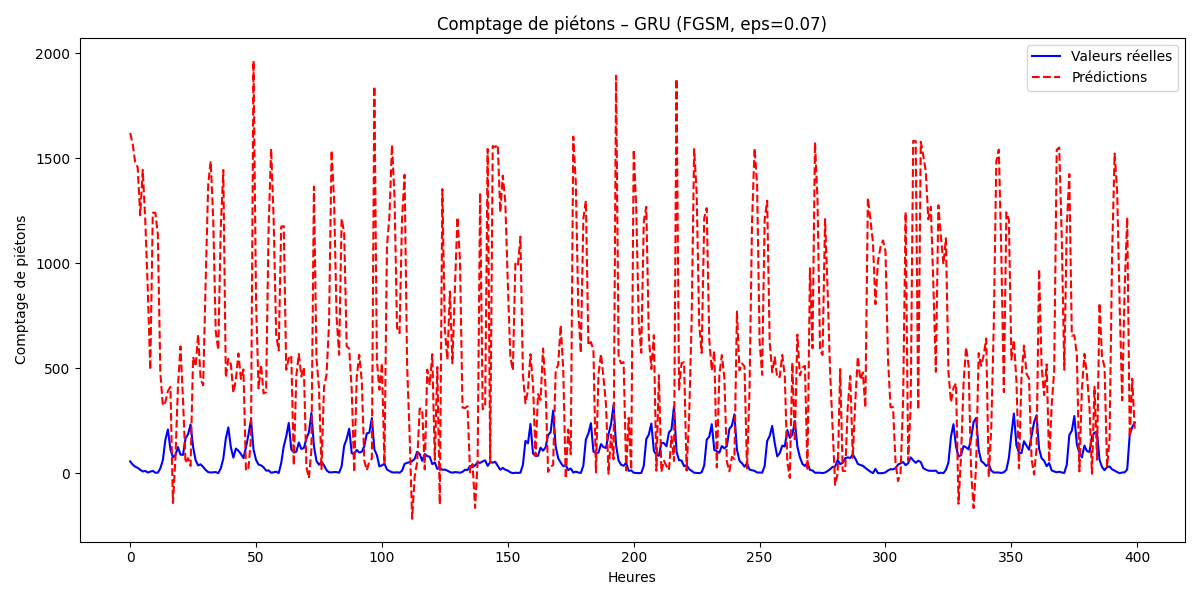 Comptage de piétons – GRU (FGSM, eps=0.07)
Valeurs réelles
Prédictions
Comptage de piétons
2000
1500
1000
500
0
0 50 100 150 200 250 300 350 400
Heures